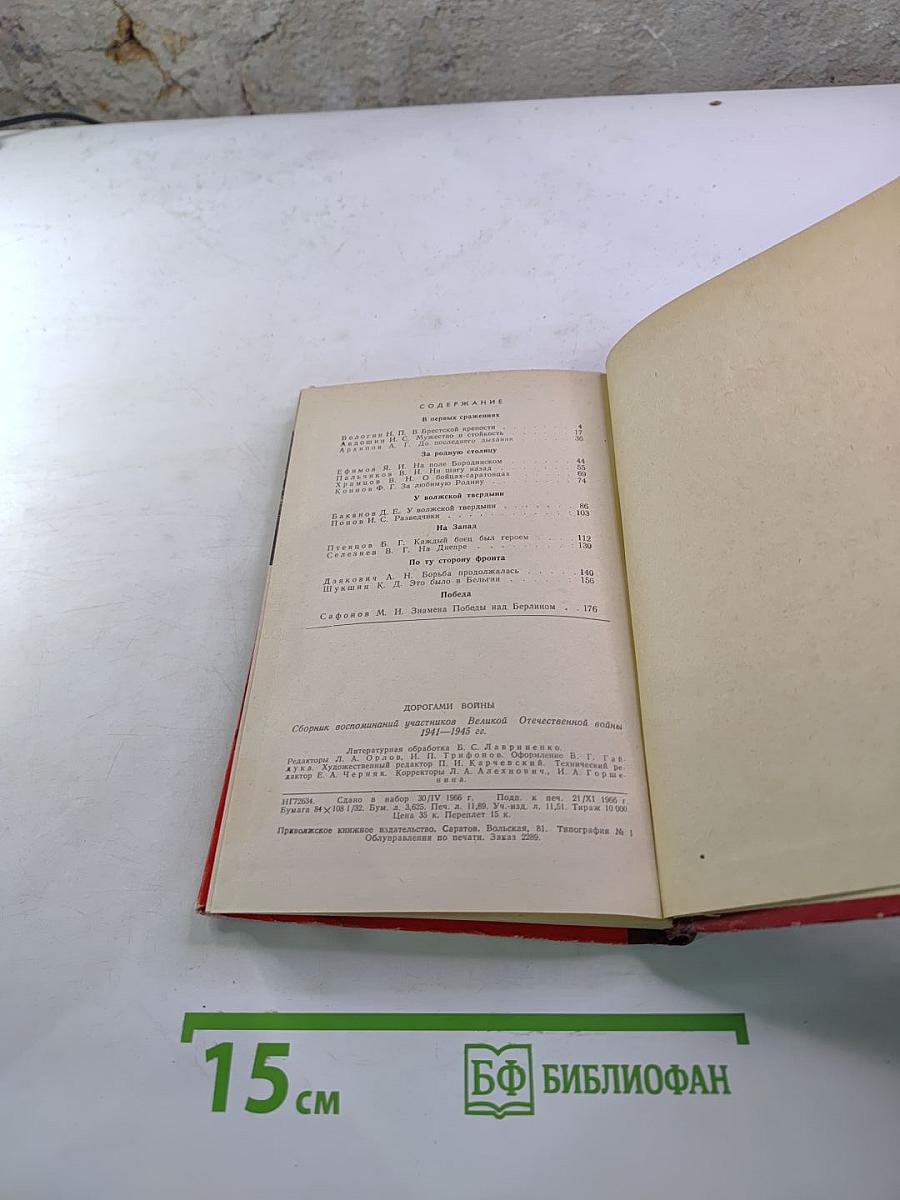 СОДЕРЖАНИЕ
В первых сражениях
Вологин Н. П. В Брестской крепости . . . . . . 4
Авдошин И. С. Мужество и стойкость . . . . . . 17
Архипов А. Г. До последнего дыхания . . . . . . 36
За родную столицу
Ефимов Я. И. На поле Бородинском . . . . . . 44
Пальчиков В. И. Ни шагу назад . . . . . . 55
Храмцов В. Н. О бойцах-саратовцах . . . . . . 69
Коннов Ф. Г. За любимую Родину . . . . . . 74
У волжской твердыни
Баканов Д. Е. У волжской твердыни . . . . . . 86
Попов И. С. Разведчики . . . . . . 103
На Запад
Птенцов Б. Г. Каждый боец был героем . . . . 112
Селезнев В. Г. На Днепре . . . . . . 130
По ту сторону фронта
Дзякович А. Н. Борьба продолжалась . . . . . 140
Шукшин К. Д. Это было в Бельгии . . . . . . 156
Победа
Сафонов М. И. Знамена Победы над Берлином . . 176
ДОРОГАМИ ВОЙНЫ
Сборник воспоминаний участников Великой Отечественной войны
1941—1945 гг.
Литературная обработка Б. С. Лавриненко.
Редакторы Л. А. Орлов, И. П. Трифонов. Оформление В. Г. Гай-
дука. Художественный редактор П. И. Карчевский. Технический ре-
дактор Е. А. Черняк. Корректоры Л. А. Алехнович, И. А. Горше-
нина.
НГ72634. Сдано в набор 30/IV 1966 г. Подп. к печ. 21/XI 1966 г.
Бумага 84×108 1/32. Бум. л. 3,625. Печ. л. 11,89. Уч.-изд. л. 11,51. Тираж 10 000
Цена 35 к. Переплет 15 к.
Приволжское книжное издательство. Саратов. Вольская, 81. Типография № 1
Облуправления по печати. Заказ 2289.
15 см
БФ БИБЛИОФАН